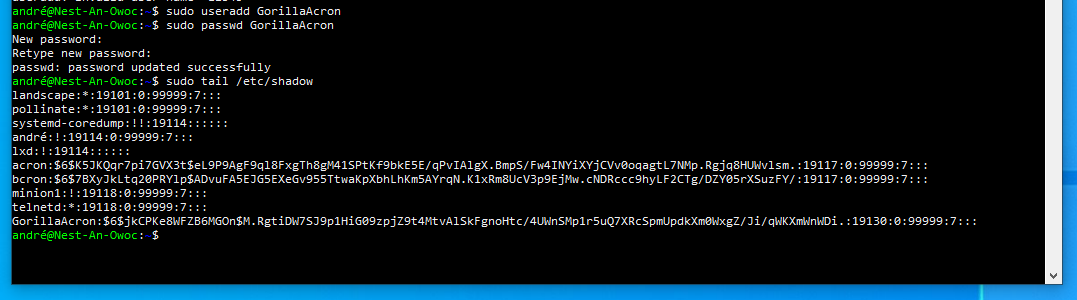 andré@Nest-An-Owoc:~$ sudo useradd GorillaAcron
andré@Nest-An-Owoc:~$ sudo passwd GorillaAcron
New password:
Retype new password:
passwd: password updated successfully
andré@Nest-An-Owoc:~$ sudo tail /etc/shadow
landscape:*:19101:0:99999:7:::
pollinate:*:19101:0:99999:7:::
systemd-coredump:!!:19114::::::
andré:!:19114:0:99999:7:::
lxd:!:19114::::::
acron:$6$K5JKQqr7pi7GVX3t$eL9P9AgF9ql8FxgTh8gM41SPtKf9bkE5E/qPvIAlgX.BmpS/Fw4INYiXYjCVv0oqagtL7NMp.Rgjq8HUWvlsm.:19117:0:99999:7:::
bcron:$6$7BXyJkLtq20PRYlp$ADvuFA5EJG5EXeGv955TtwaKpXbhLhKm5AYrqN.K1xRm8UcV3p9EjMw.cNDRccc9hyLF2CTg/DZY05rXSuzFY/:19117:0:99999:7:::
minion1:!:19118:0:99999:7:::
telnetd:*:19118:0:99999:7:::
GorillaAcron:$6$jkCPKe8WFZB6MGOn$M.RgtiDW7SJ9p1HiG09zpjZ9t4MtvAlSkFgnoHtc/4UWnSMp1r5uQ7XRcSpmUpdkXm0WxgZ/Ji/qWKXmWnWDi.:19130:0:99999:7:::
andré@Nest-An-Owoc:~$